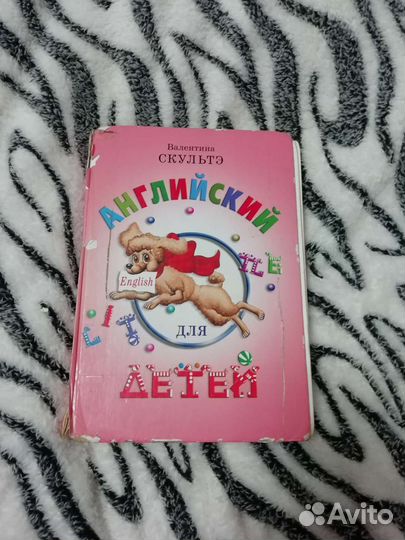 Валентина
СКУЛЬТЭ
АНГЛИЙСКИЙ
English
для
ДЕТЕЙ
Avito